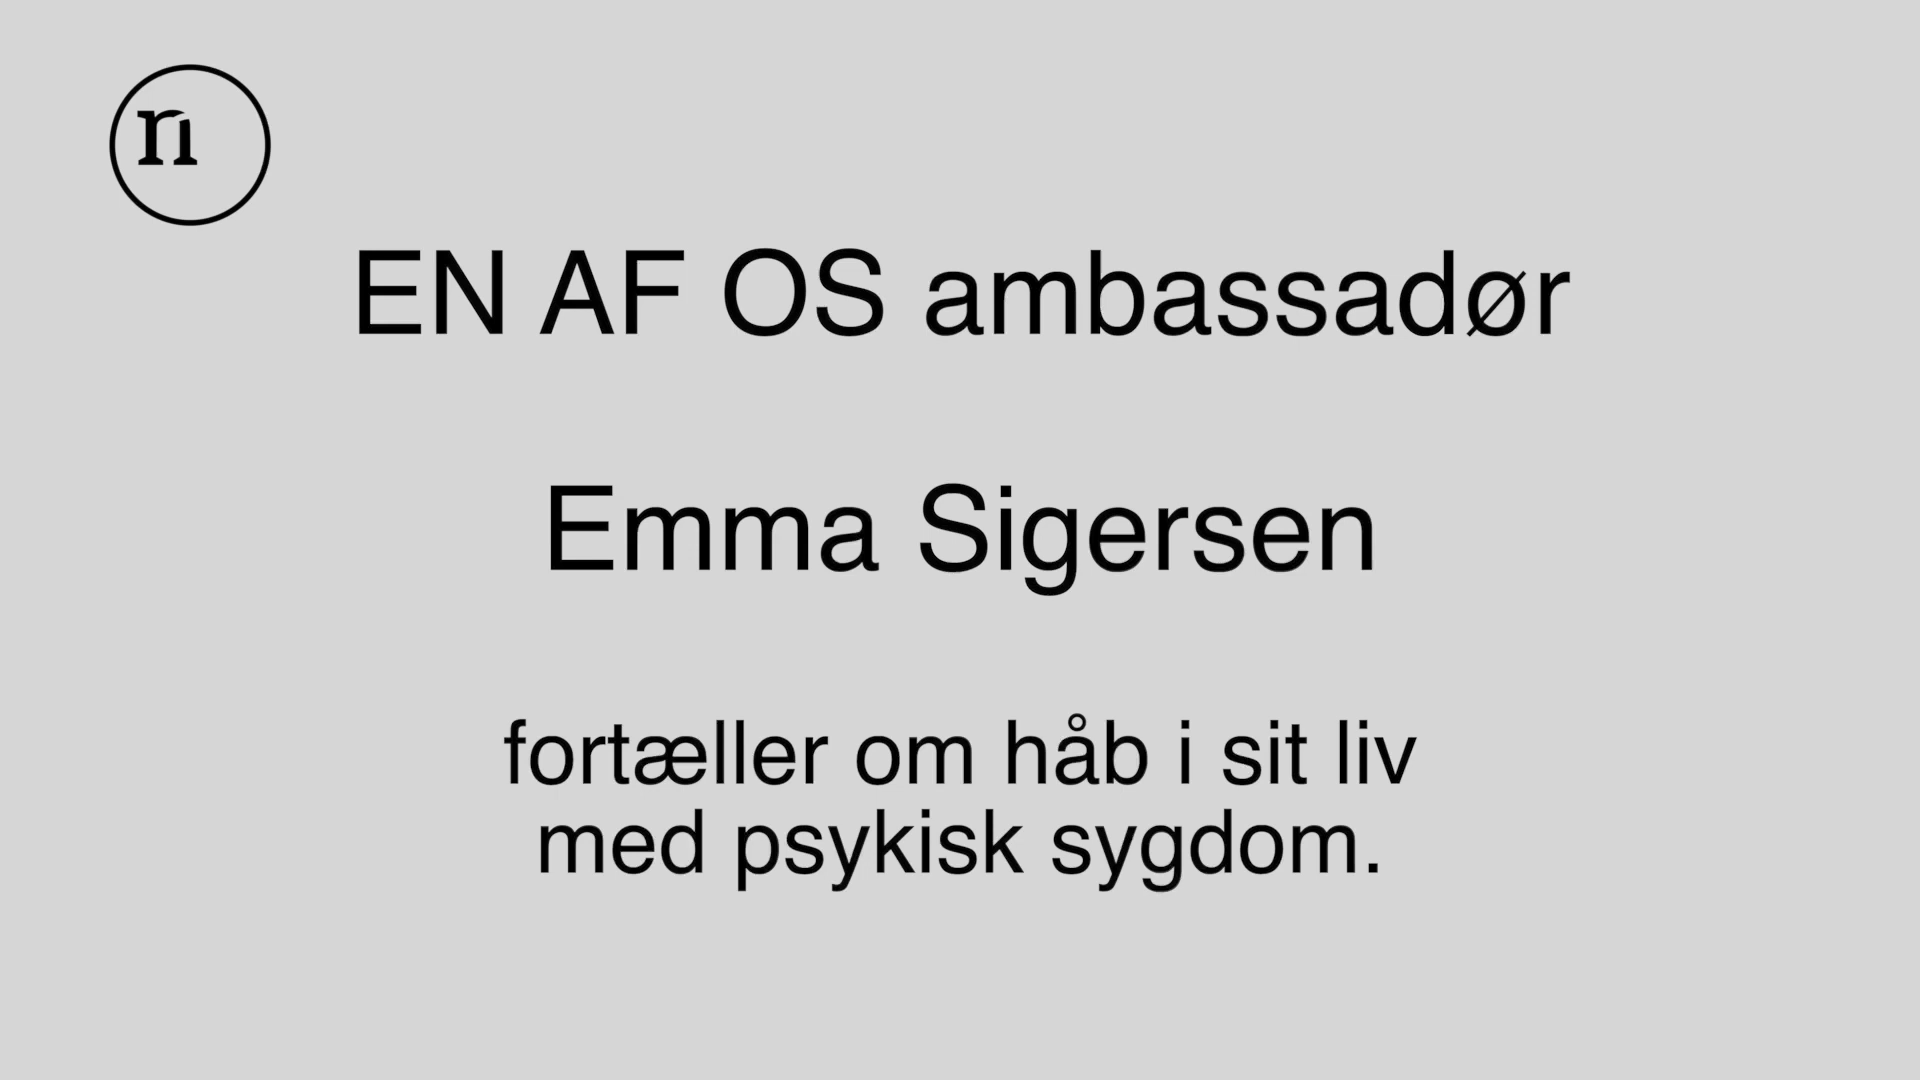 n
EN AF OS ambassadør
Emma Sigersen
fortæller om håb i sit liv
med psykisk sygdom.